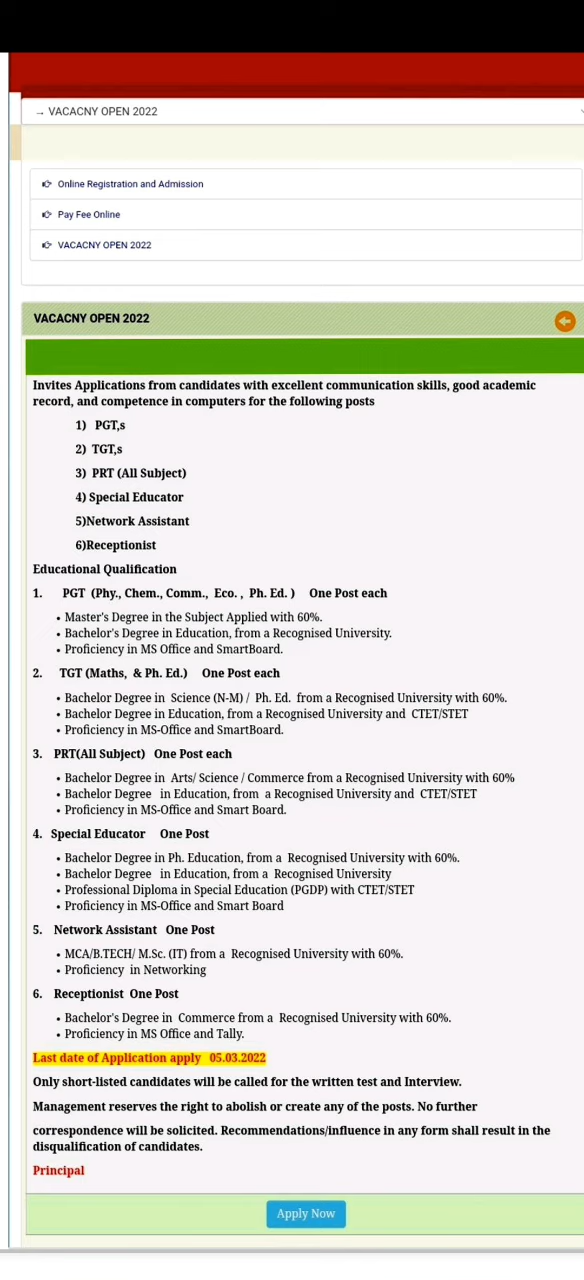 → VACACNY OPEN 2022
Online Registration and Admission
Pay Fee Online
VACACNY OPEN 2022
VACACNY OPEN 2022
Invites Applications from candidates with excellent communication skills, good academic
record, and competence in computers for the following posts
1) PGT,s
2) TGT,s
3) PRT (All Subject)
4) Special Educator
5)Network Assistant
6)Receptionist
Educational Qualification
1. PGT (Phy., Chem., Comm., Eco. , Ph. Ed. ) One Post each
• Master's Degree in the Subject Applied with 60%.
• Bachelor's Degree in Education, from a Recognised University.
• Proficiency in MS Office and SmartBoard.
2. TGT (Maths, & Ph. Ed.) One Post each
• Bachelor Degree in Science (N-M) / Ph. Ed. from a Recognised University with 60%.
• Bachelor Degree in Education, from a Recognised University and CTET/STET
• Proficiency in MS-Office and SmartBoard.
3. PRT(All Subject) One Post each
• Bachelor Degree in Arts/ Science / Commerce from a Recognised University with 60%
• Bachelor Degree in Education, from a Recognised University and CTET/STET
• Proficiency in MS-Office and Smart Board.
4. Special Educator One Post
• Bachelor Degree in Ph. Education, from a Recognised University with 60%.
• Bachelor Degree in Education, from a Recognised University
• Professional Diploma in Special Education (PGDP) with CTET/STET
• Proficiency in MS-Office and Smart Board
5. Network Assistant One Post
• MCA/B.TECH/ M.Sc. (IT) from a Recognised University with 60%.
• Proficiency in Networking
6. Receptionist One Post
• Bachelor's Degree in Commerce from a Recognised University with 60%.
• Proficiency in MS Office and Tally.
Last date of Application apply 05.03.2022
Only short-listed candidates will be called for the written test and Interview.
Management reserves the right to abolish or create any of the posts. No further
correspondence will be solicited. Recommendations/influence in any form shall result in the
disqualification of candidates.
Principal
Apply Now